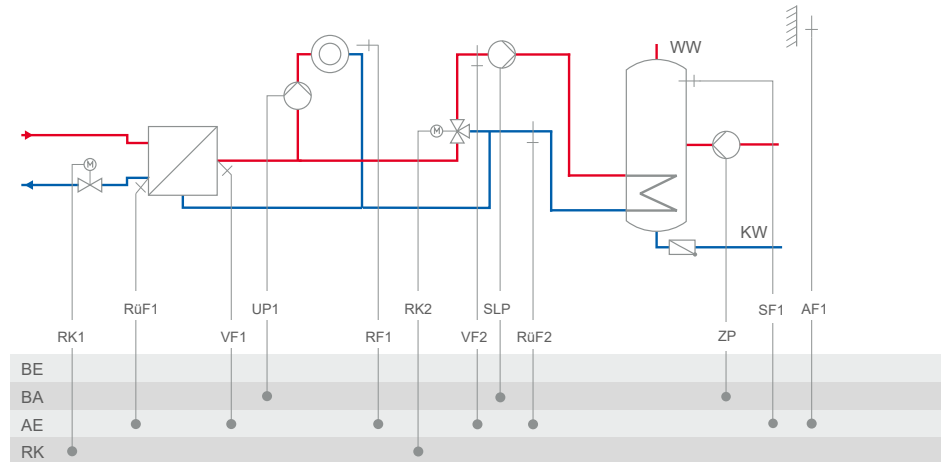 WW
M
M
KW
RüF1
UP1
SLP
SF1
AF1
RK1
VF1
RF1
RK2
VF2
RüF2
ZP
BE
BA
AE
RK